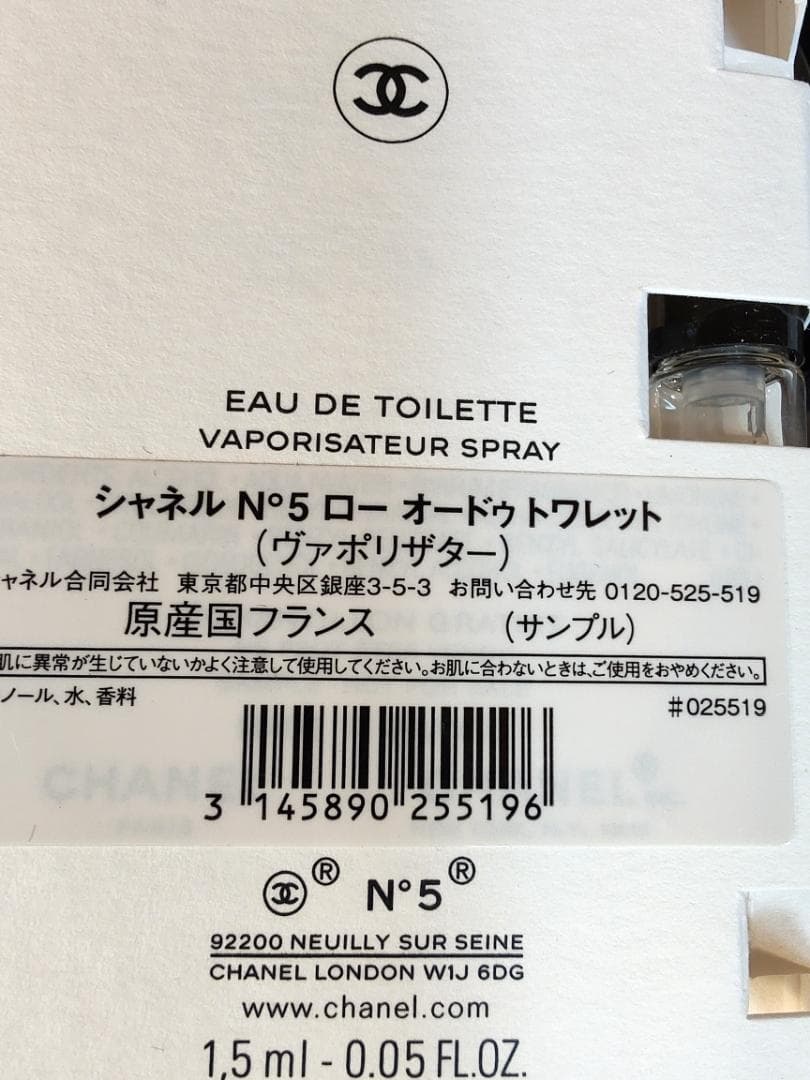 EAU DE TOILETTE
VAPORISATEUR SPRAY
シャネル N°5 ロー オードゥ トワレット
(ヴァポリザター)
ャネル合同会社 東京都中央区銀座3-5-3 お問い合わせ先 0120-525-519
原産国フランス (サンプル)
肌に異常が生じていないかよく注意して使用してください。お肌に合わないときは、ご使用をおやめください。
ノール、水、香料 #025519
3 145890 255196
® N°5®
92200 NEUILLY SUR SEINE
CHANEL LONDON W1J 6DG
www.chanel.com
1,5 ml - 0.05 FL.OZ.